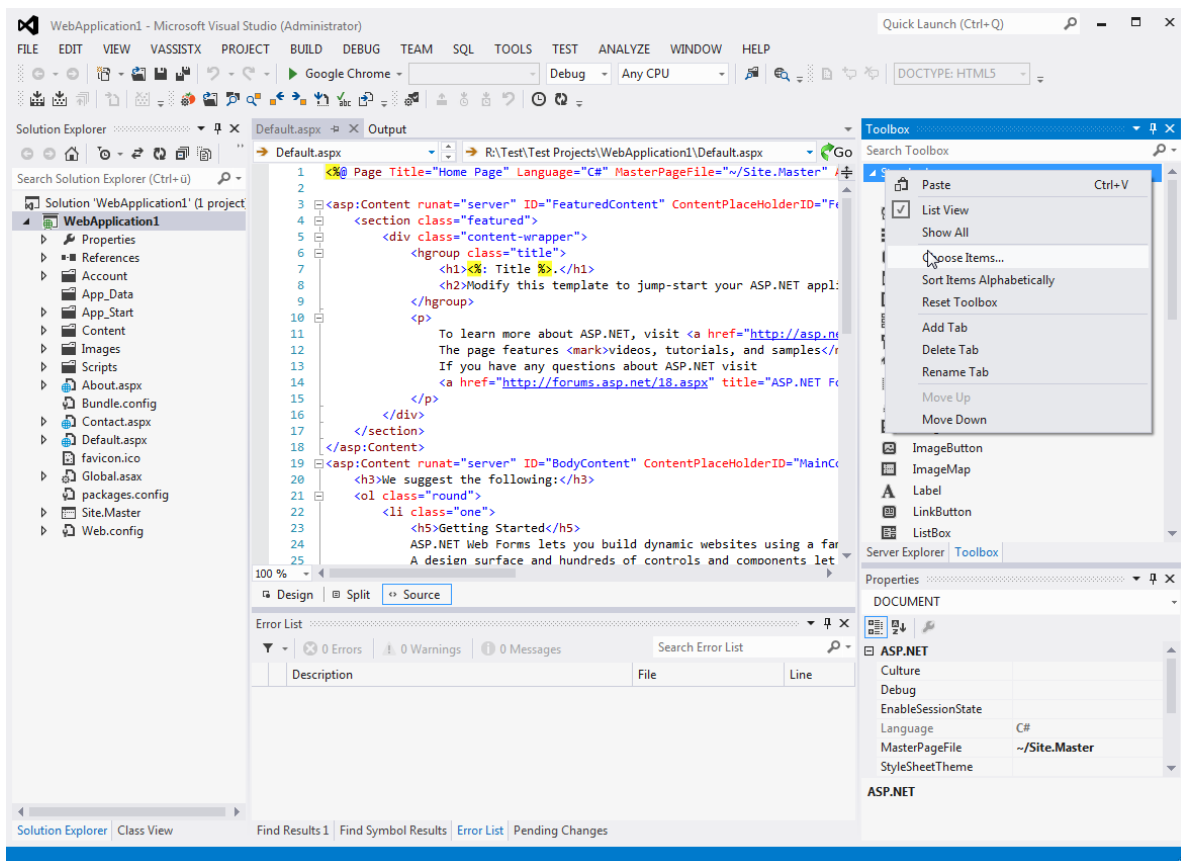 WebApplication1 - Microsoft Visual Studio (Administrator)
Quick Launch (Ctrl+Q)
FILE EDIT VIEW VASSISTX PROJECT BUILD DEBUG TEAM SQL TOOLS TEST ANALYZE WINDOW HELP
Google Chrome Debug Any CPU DOCTYPE: HTML5
Solution Explorer
Search Solution Explorer (Ctrl+ü)
Solution 'WebApplication1' (1 project
WebApplication1
Properties
References
Account
App_Data
App_Start
Content
Images
Scripts
About.aspx
Bundle.config
Contact.aspx
Default.aspx
favicon.ico
Global.asax
packages.config
Site.Master
Web.config
Solution Explorer Class View
Default.aspx Output
Default.aspx R:\Test\Test Projects\WebApplication1\Default.aspx Go
1 <%@ Page Title="Home Page" Language="C#" MasterPageFile="~/Site.Master"
2
3 <asp:Content runat="server" ID="FeaturedContent" ContentPlaceHolderID="Fe
4 <section class="featured">
5 <div class="content-wrapper">
6 <hgroup class="title">
7 <h1><%: Title %>.</h1>
8 <h2>Modify this template to jump-start your ASP.NET appl
9 </hgroup>
10 <p>
11 To learn more about ASP.NET, visit <a href="http://asp.ne
12 The page features <mark>videos, tutorials, and samples</
13 If you have any questions about ASP.NET visit
14 <a href="http://forums.asp.net/18.aspx" title="ASP.NET Fo
15 </p>
16 </div>
17 </section>
18 </asp:Content>
19 <asp:Content runat="server" ID="BodyContent" ContentPlaceHolderID="MainCo
20 <h3>We suggest the following:</h3>
21 <ol class="round">
22 <li class="one">
23 <h5>Getting Started</h5>
24 ASP.NET Web Forms lets you build dynamic websites using a fam
25 A design surface and hundreds of controls and components let
100 %
Design Split Source
Error List
0 Errors 0 Warnings 0 Messages Search Error List
Description File Line
Find Results 1 Find Symbol Results Error List Pending Changes
Toolbox
Search Toolbox
Paste Ctrl+V
List View
Show All
Choose Items...
Sort Items Alphabetically
Reset Toolbox
Add Tab
Delete Tab
Rename Tab
Move Up
Move Down
ImageButton
ImageMap
Label
LinkButton
ListBox
Server Explorer Toolbox
Properties
DOCUMENT
ASP.NET
Culture
Debug
EnableSessionState
Language C#
MasterPageFile ~/Site.Master
StyleSheetTheme
ASP.NET